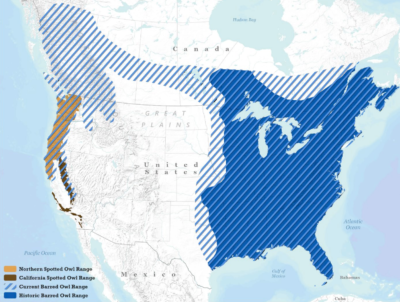 Hudson Bay
Canada
GREAT
PLAINS
United
States
Atlantic
Ocean
Pacific Ocean
Gulf of
Mexico
Mexico
Bahamas
Cuba
Northern Spotted Owl Range
California Spotted Owl Range
Current Barred Owl Range
Historic Barred Owl Range